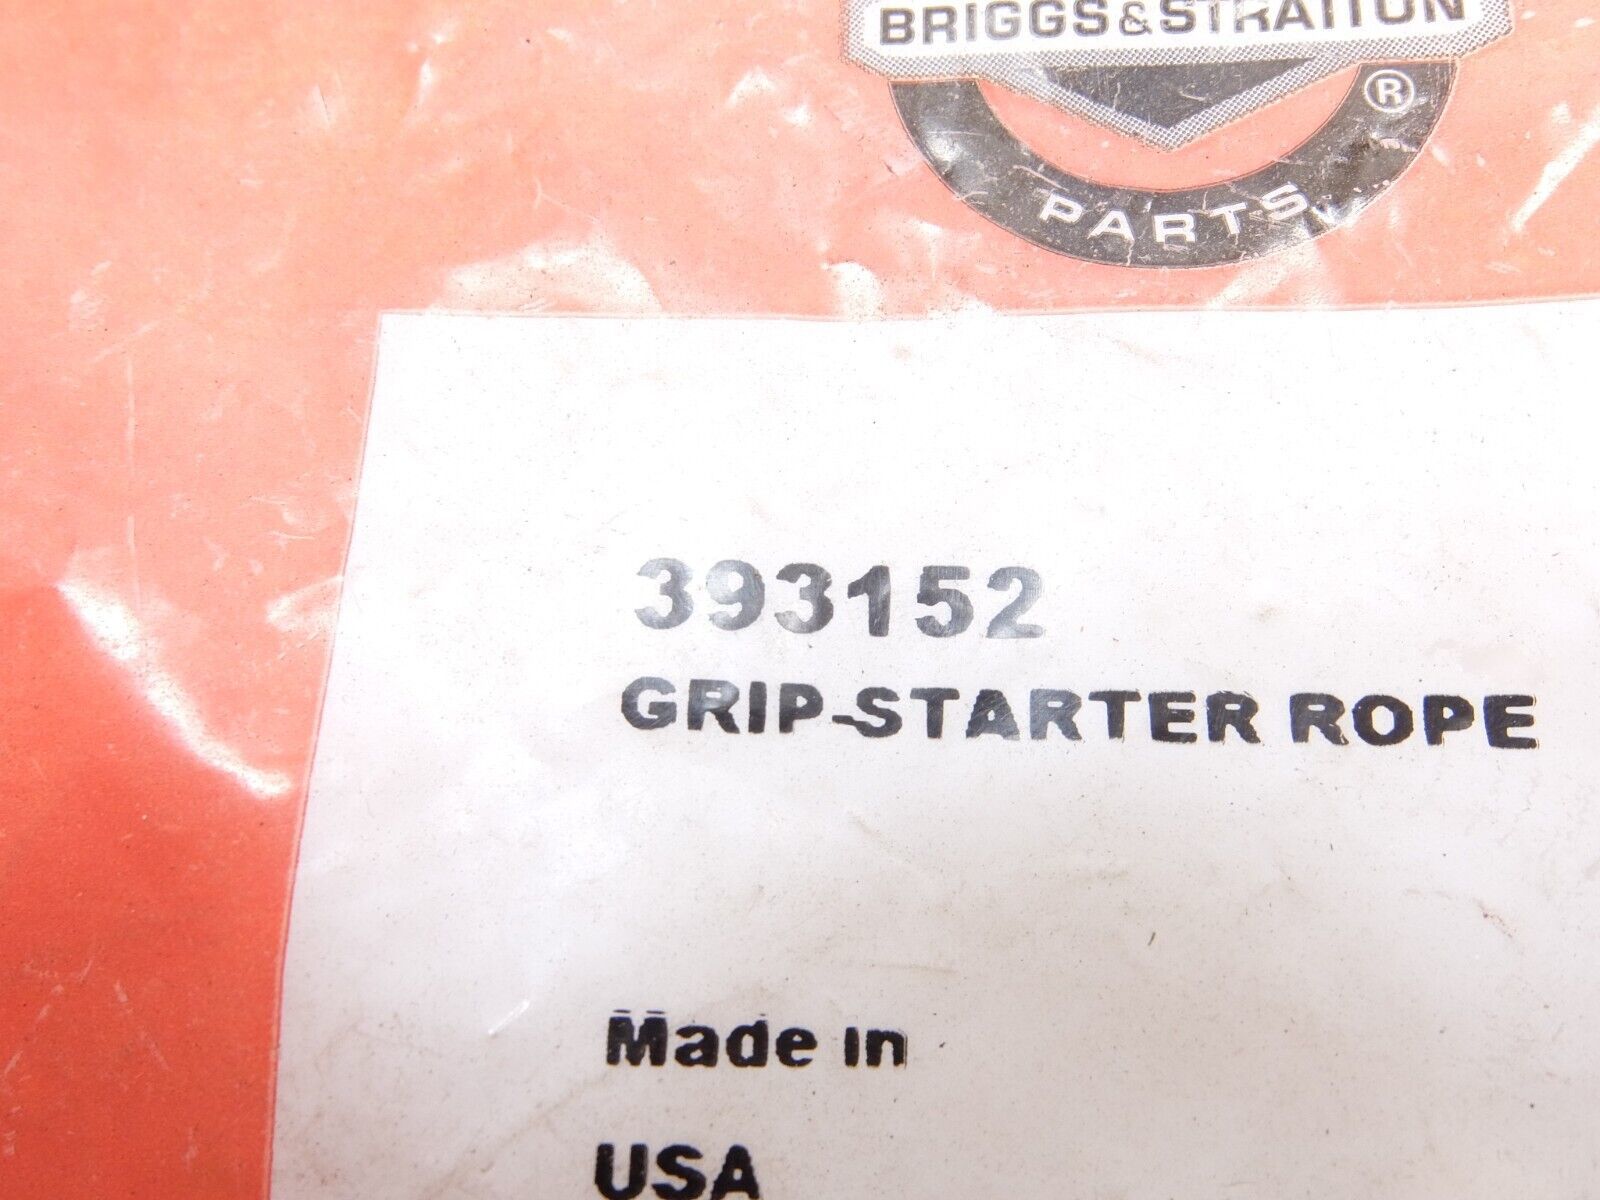 BRIGGS & STRATTON
®
PARTS
393152
GRIP-STARTER ROPE
Made in
USA